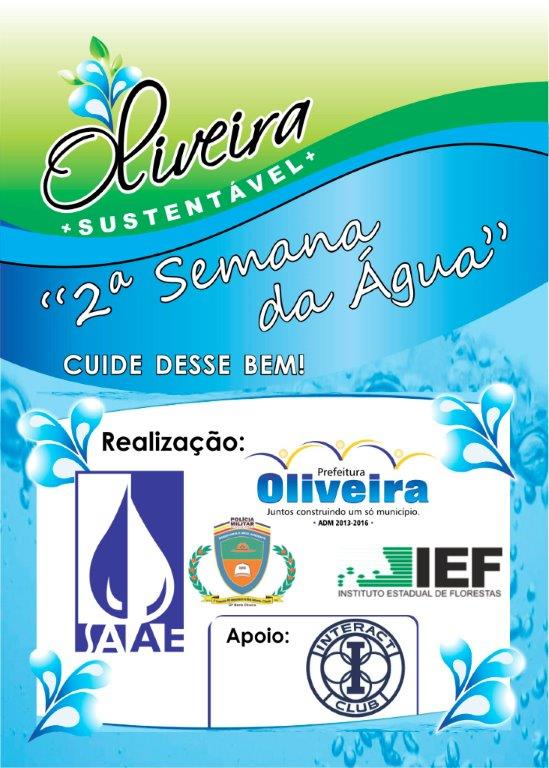 Oliveira
+SUSTENTÁVEL+
"2ª Semana
da Água"
CUIDE DESSE BEM!
Realização:
SAAE
Prefeitura
Oliveira
Juntos construindo um só município.
- ADM 2013-2016 -
POLÍCIA
MILITAR
IEF
INSTITUTO ESTADUAL DE FLORESTAS
Apoio:
INTERACT
I
CLUB